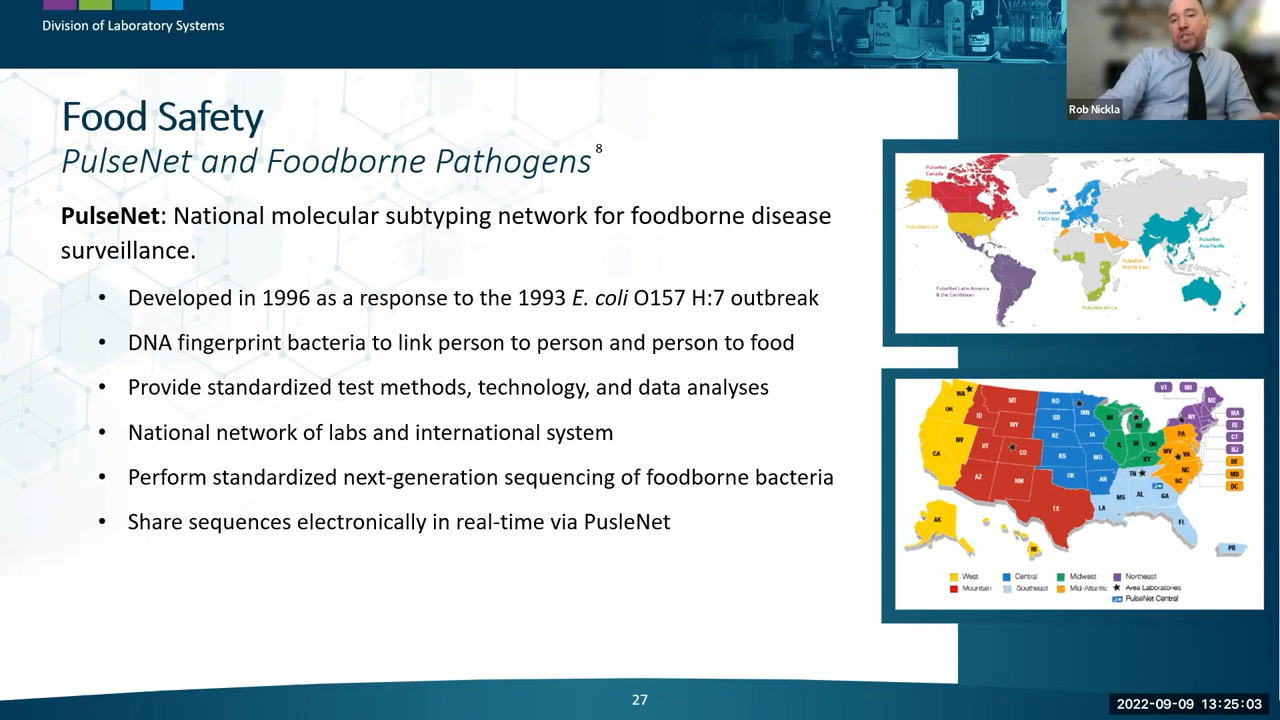 Division of Laboratory Systems
Rob Nickla
Food Safety
PulseNet and Foodborne Pathogens 8
PulseNet: National molecular subtyping network for foodborne disease
surveillance.
• Developed in 1996 as a response to the 1993 E. coli O157 H:7 outbreak
• DNA fingerprint bacteria to link person to person and person to food
• Provide standardized test methods, technology, and data analyses
• National network of labs and international system
• Perform standardized next-generation sequencing of foodborne bacteria
• Share sequences electronically in real-time via PusleNet
PulseNet
Canada
PulseNet USA
European
FWD-Net
PulseNet
Asia Pacific
PulseNet
Middle East
PulseNet Latin America
& the Caribbean
PulseNet Africa
VI
NH
WA
MT
ND
MN
ME
OR
ID
SD
WI
MI
NY
MA
WY
RI
NV
NE
IA
PA
CT
UT
CO
IL
IN
OH
NJ
CA
KS
MO
KY
WV
VA
DE
AZ
NM
OK
AR
TN
NC
MD
SC
DC
TX
LA
MS
AL
GA
AK
HI
FL
PR
West
Central
Midwest
Northeast
Mountain
Southeast
Mid-Atlantic
Area Laboratories
PulseNet Central
27
2022-09-09 13:25:03